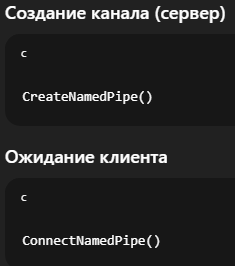 Создание канала (сервер)
c
CreateNamedPipe()
Ожидание клиента
c
ConnectNamedPipe()